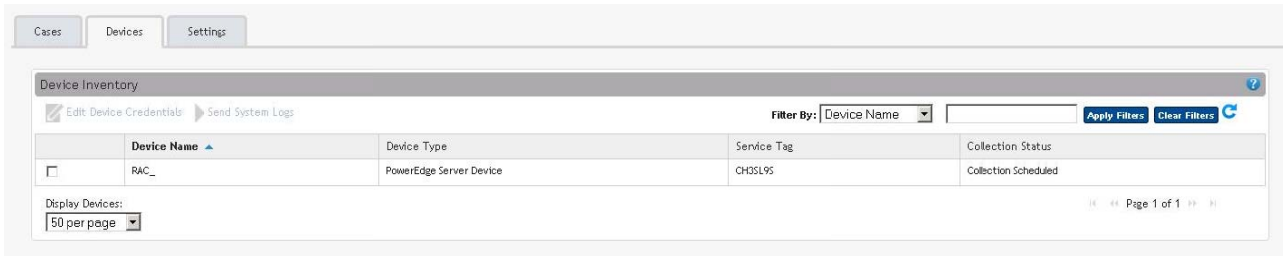 Cases Devices Settings
Device Inventory ?
Edit Device Credentials Send System Logs Filter By: Device Name Apply Filters Clear Filters
Device Name Device Type Service Tag Collection Status
RAC_ PowerEdge Server Device CH3SL9S Collection Scheduled
Display Devices: Page 1 of 1
50 per page